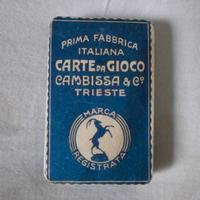 PRIMA FABBRICA
ITALIANA
CARTE DA GIOCO
CAMBISSA & Cº
TRIESTE
MARCA
REGISTRATA